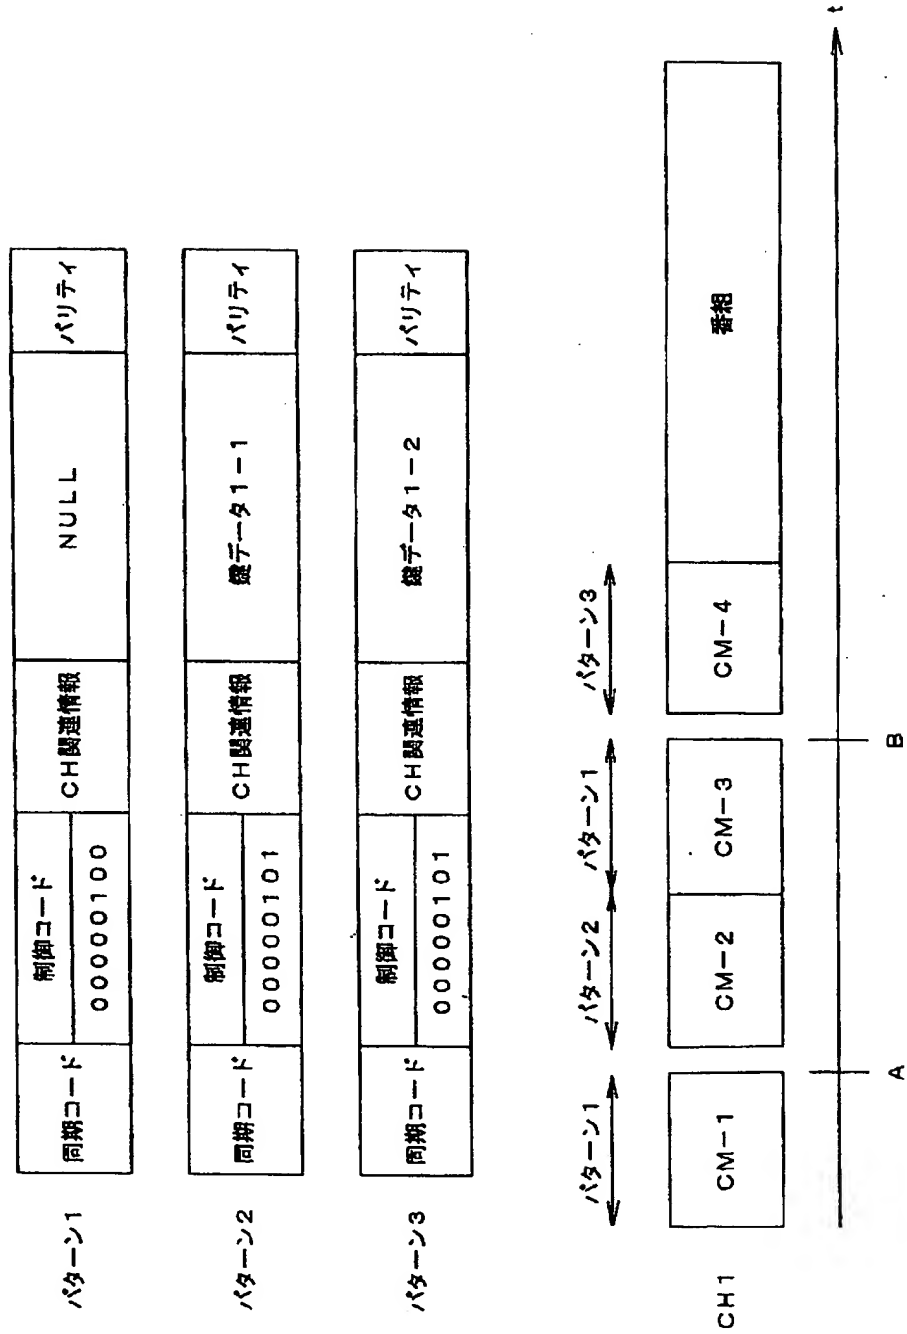 パターン1
同期コード
制御コード
00000100
CH関連情報
NULL
パリティ
パターン2
同期コード
制御コード
00000101
CH関連情報
鍵データ1-1
パリティ
パターン3
同期コード
制御コード
00000101
CH関連情報
鍵データ1-2
パリティ
パターン1
パターン2
パターン1
パターン3
CH1
CM-1
CM-2
CM-3
CM-4
番組
A
B
t